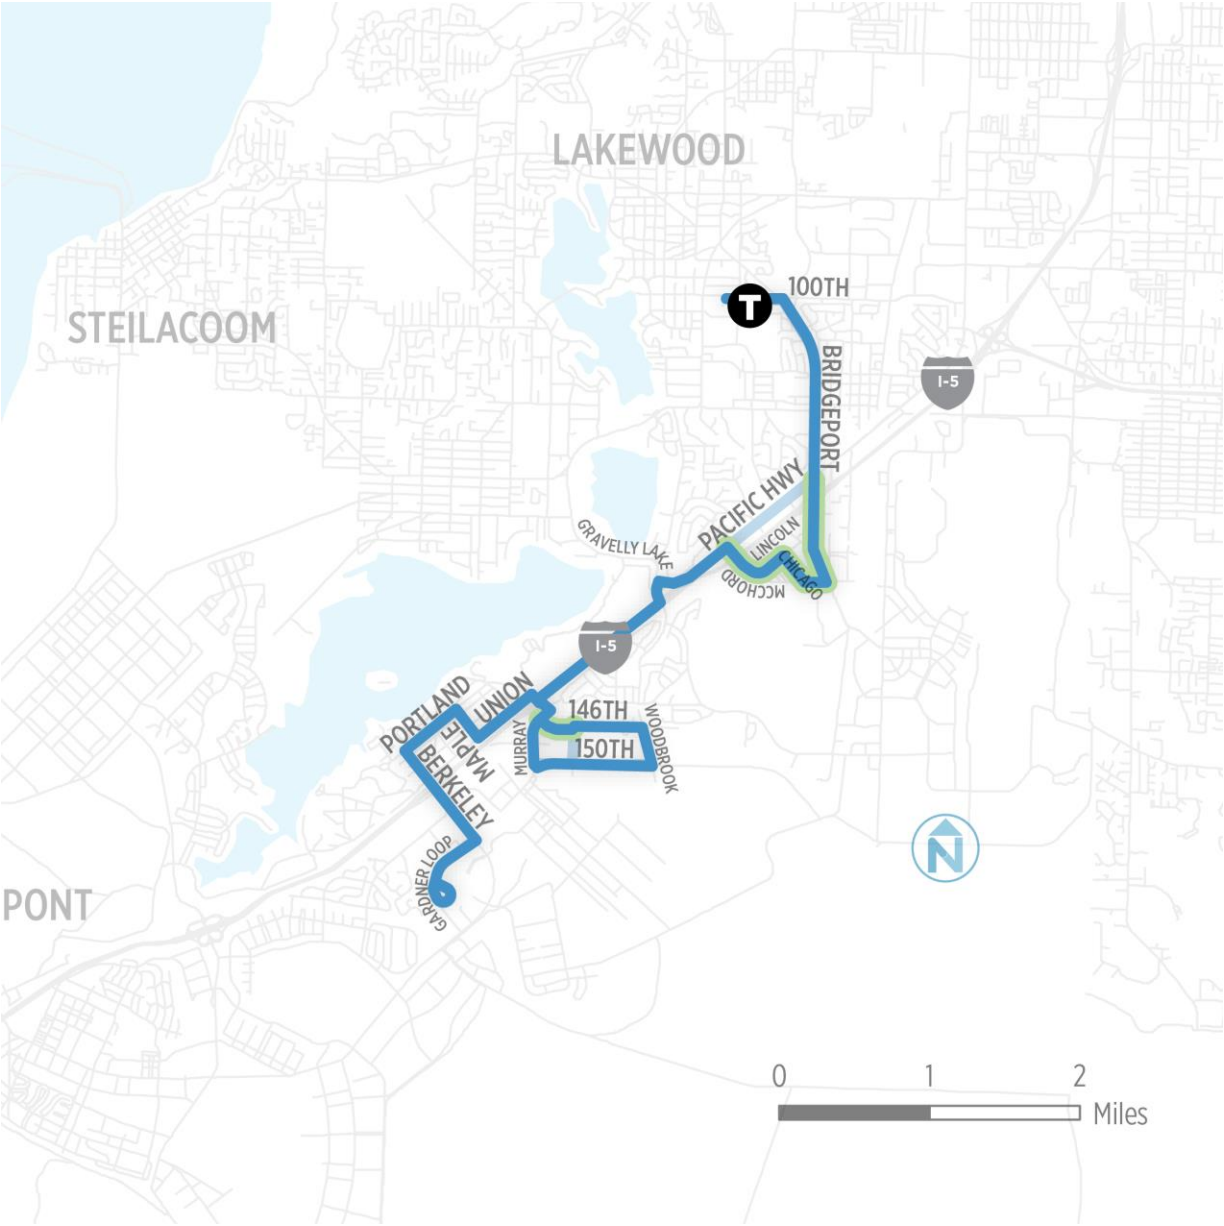 LAKEWOOD
100TH
T
STEILACOOM
BRIDGEPORT
I-5
PACIFIC HWY
LINCOLN
GRAVELLY LAKE
CHICAGO
MCCHORD
I-5
UNION
PORTLAND
146TH
WOODBROOK
MURRAY
MAPLE
150TH
BERKELEY
GARDNER LOOP
N
PONT
0 1 2
Miles